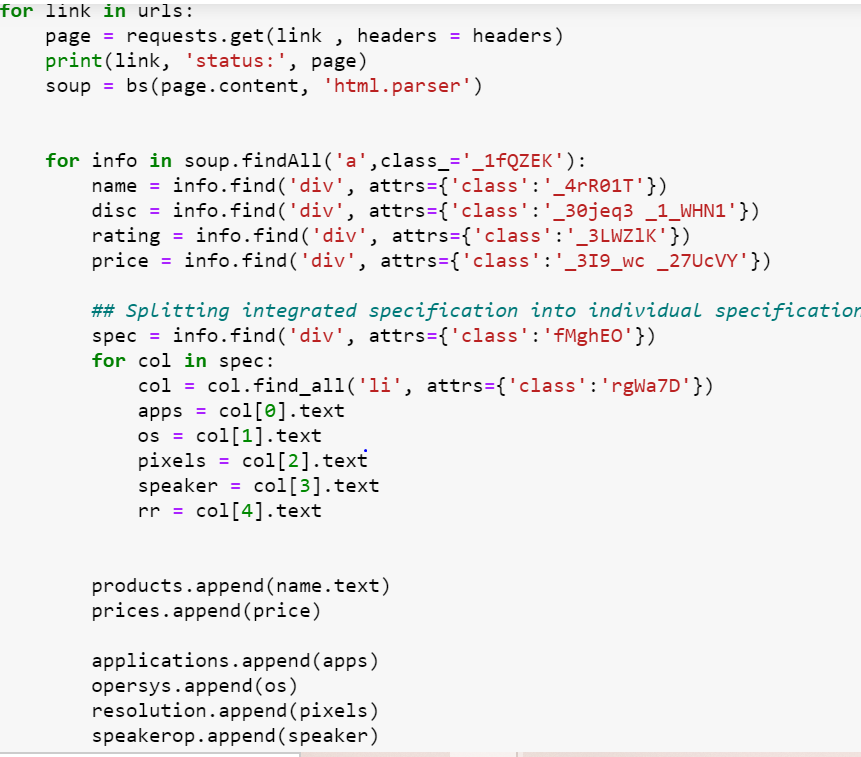 for link in urls:
    page = requests.get(link , headers = headers)
    print(link, 'status:', page)
    soup = bs(page.content, 'html.parser')
    for info in soup.findAll('a',class_='_1fQZEK'):
        name = info.find('div', attrs={'class':'_4rR01T'})
        disc = info.find('div', attrs={'class':'_30jeq3 _1_WHN1'})
        rating = info.find('div', attrs={'class':'_3LWZlK'})
        price = info.find('div', attrs={'class':'_3I9_wc _27UcVY'})
        ## Splitting integrated specification into individual specification
        spec = info.find('div', attrs={'class':'fMghEO'})
        for col in spec:
            col = col.find_all('li', attrs={'class':'rgWa7D'})
            apps = col[0].text
            os = col[1].text
            pixels = col[2].text
            speaker = col[3].text
            rr = col[4].text
        products.append(name.text)
        prices.append(price)
        applications.append(apps)
        opersys.append(os)
        resolution.append(pixels)
        speakerop.append(speaker)